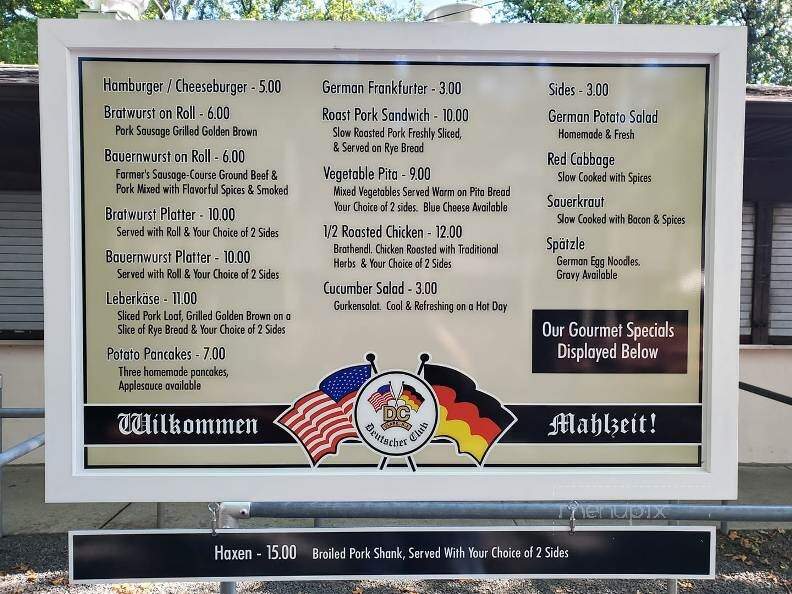 Hamburger / Cheeseburger - 5.00
Bratwurst on Roll - 6.00
Pork Sausage Grilled Golden Brown
Bauernwurst on Roll - 6.00
Farmer's Sausage-Course Ground Beef &
Pork Mixed with Flavorful Spices & Smoked
Bratwurst Platter - 10.00
Served with Roll & Your Choice of 2 Sides
Bauernwurst Platter - 10.00
Served with Roll & Your Choice of 2 Sides
Leberkäse - 11.00
Sliced Pork Loaf, Grilled Golden Brown on a
Slice of Rye Bread & Your Choice of 2 Sides
Potato Pancakes - 7.00
Three homemade pancakes,
Applesauce available
German Frankfurter - 3.00
Roast Pork Sandwich - 10.00
Slow Roasted Pork Freshly Sliced,
& Served on Rye Bread
Vegetable Pita - 9.00
Mixed Vegetables Served Warm on Pita Bread
Your Choice of 2 sides. Blue Cheese Available
1/2 Roasted Chicken - 12.00
Brathendl. Chicken Roasted with Traditional
Herbs & Your Choice of 2 Sides
Cucumber Salad - 3.00
Gurkensalat. Cool & Refreshing on a Hot Day
Sides - 3.00
German Potato Salad
Homemade & Fresh
Red Cabbage
Slow Cooked with Spices
Sauerkraut
Slow Cooked with Bacon & Spices
Spätzle
German Egg Noodles.
Gravy Available
Our Gourmet Specials
Displayed Below
Wilkommen
DC
Deutscher Club
Mahlzeit!
menupix
Haxen - 15.00 Broiled Pork Shank, Served With Your Choice of 2 Sides